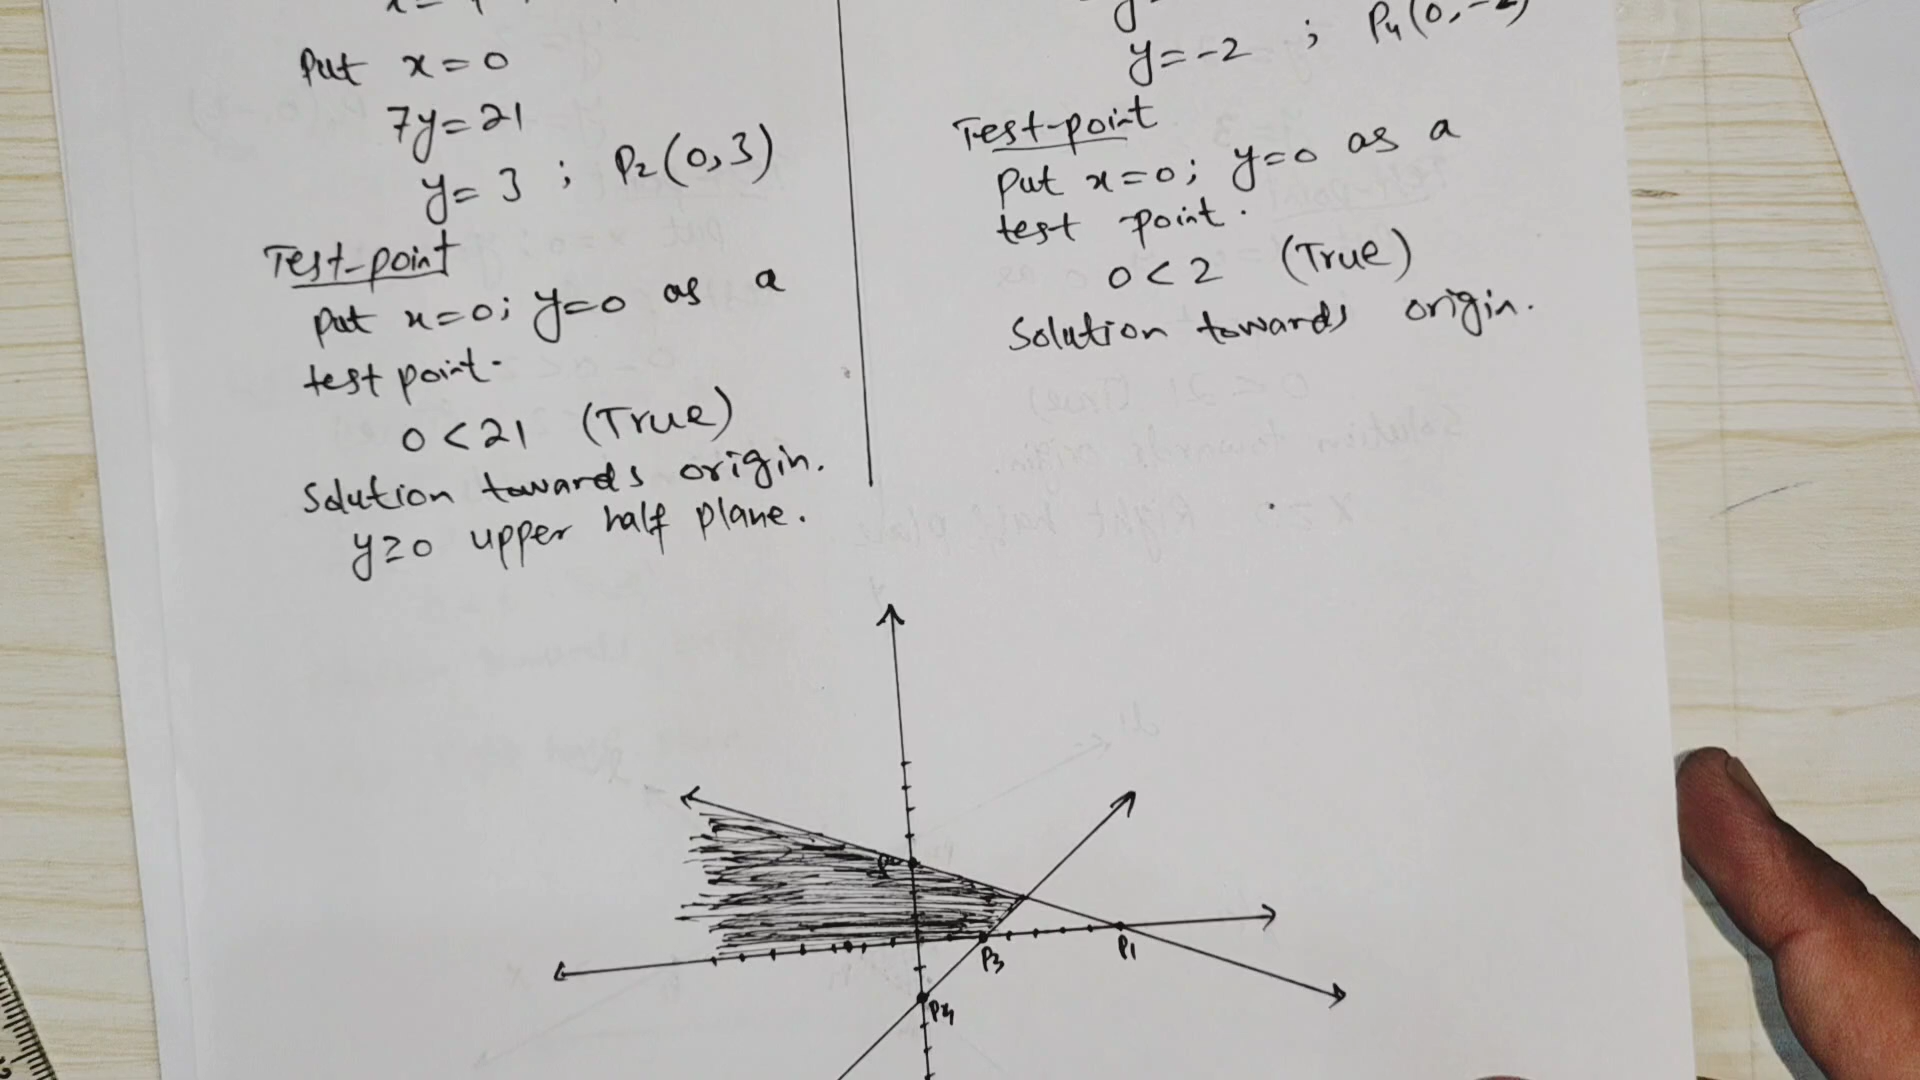 Put x=0
7y=21
y=3 ; P2(0,3)
Test-point
Put x=0; y=0 as a
test point.
0<21 (True)
Solution towards origin.
y≥0 upper half plane.
y=-2 ; P4(0,-2)
Test-point
Put x=0; y=0 as a
test point.
0<2 (True)
Solution towards origin.
P3
P1
P4